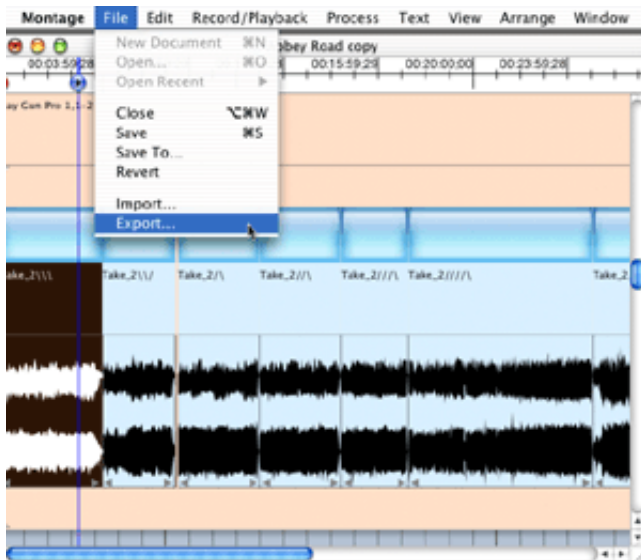 Montage File Edit Record/Playback Process Text View Arrange Window
New Document ⌘N
Open... ⌘O
Open Recent ▶
Close ⌥⌘W
Save ⌘S
Save To...
Revert
Import...
Export...
bbey Road copy
00:03:59:28 00:15:59:29 00:20:00:00 00:23:59:28
Take_2\\/ Take_2/\ Take_2//\ Take_2///\ Take_2////\ Take_2